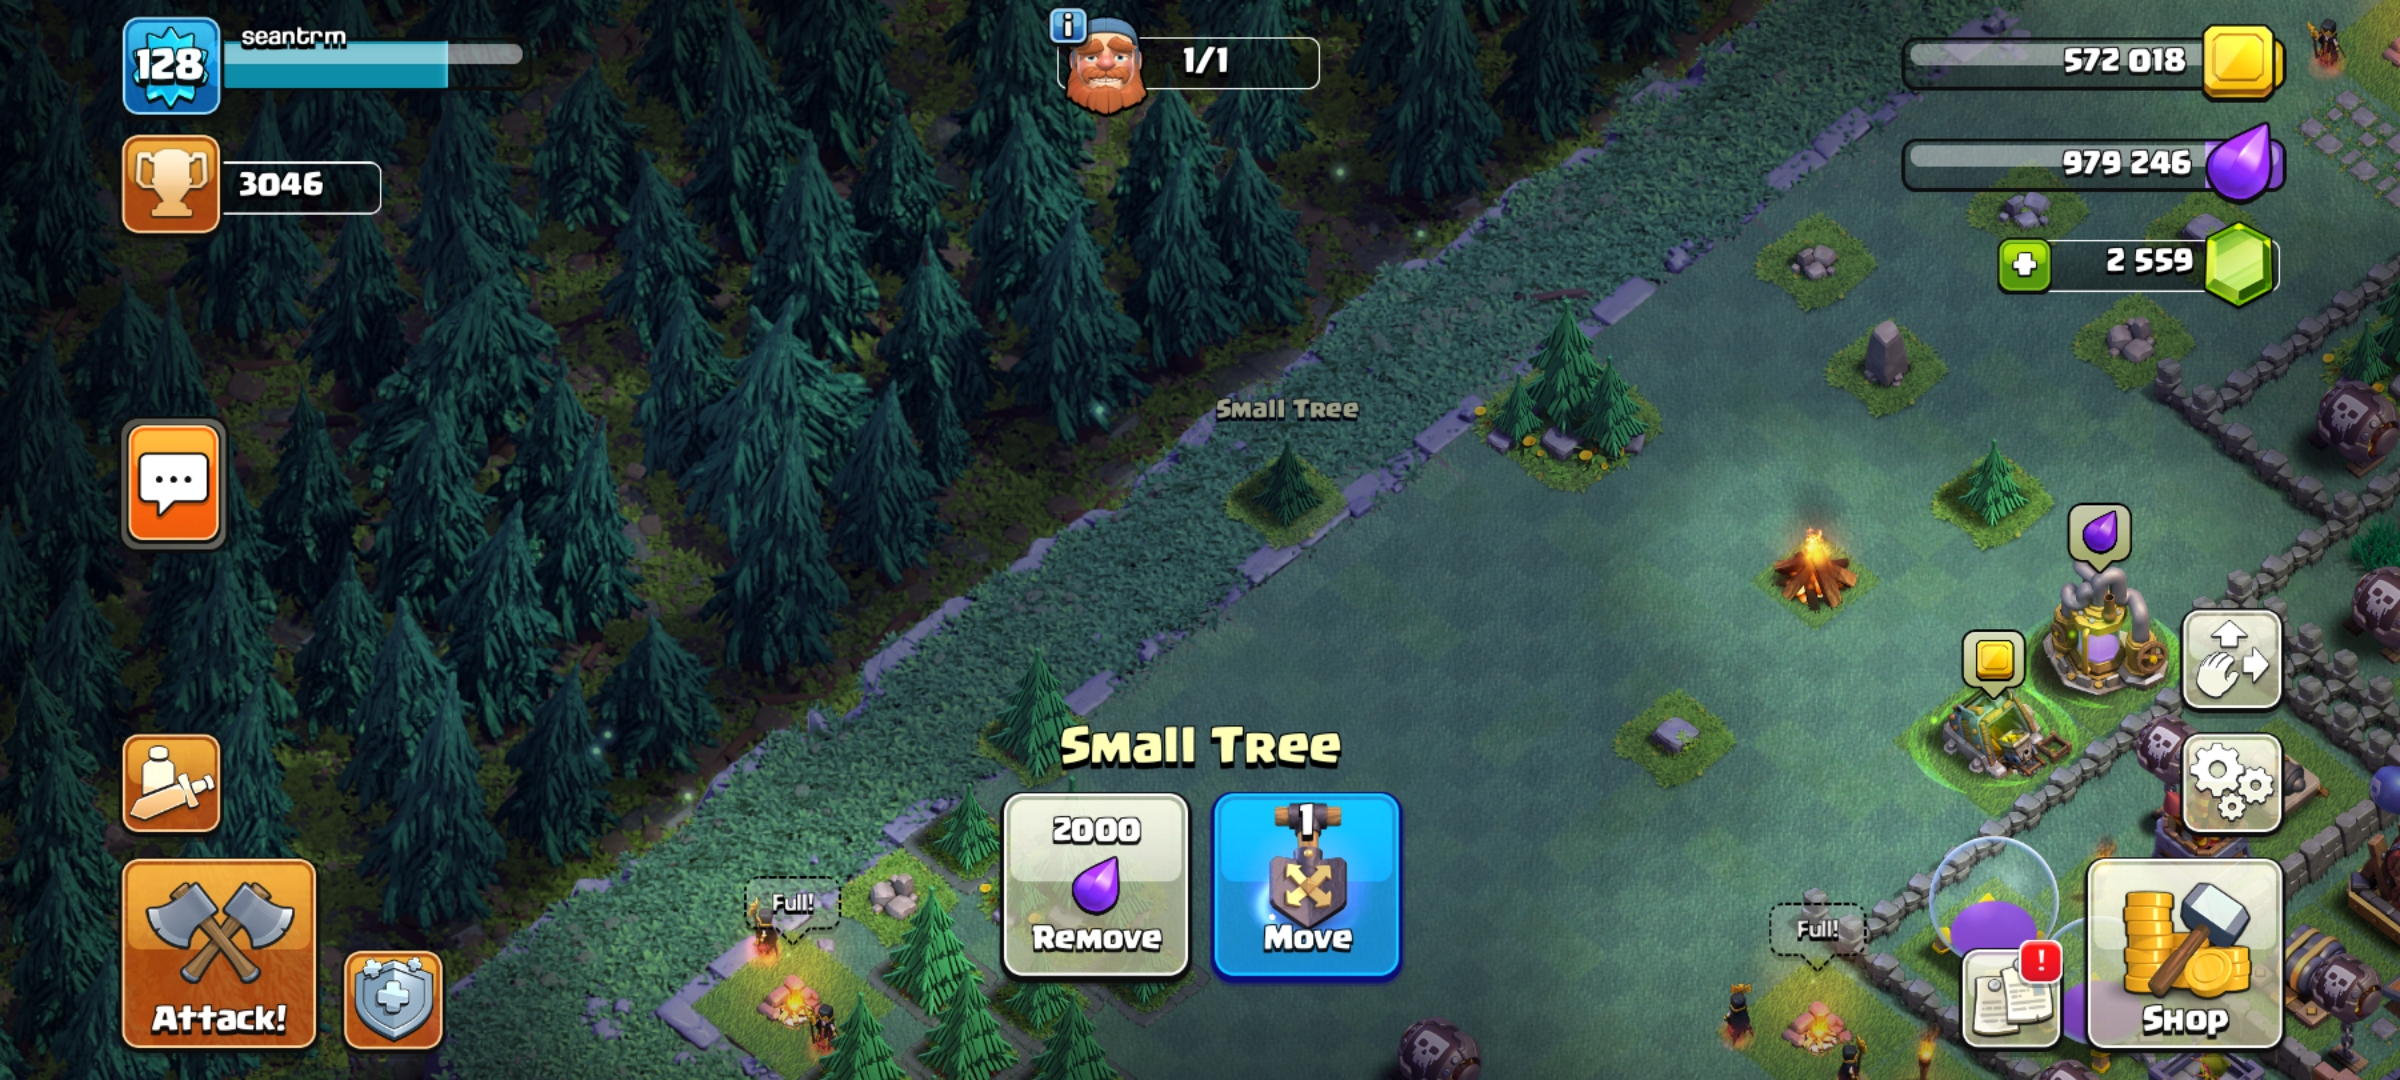 128
seantrm
1/1
572 018
3046
979 246
2 559
Small Tree
Small Tree
2000
1
Remove
Move
Full!
Full!
Attack!
!
Shop